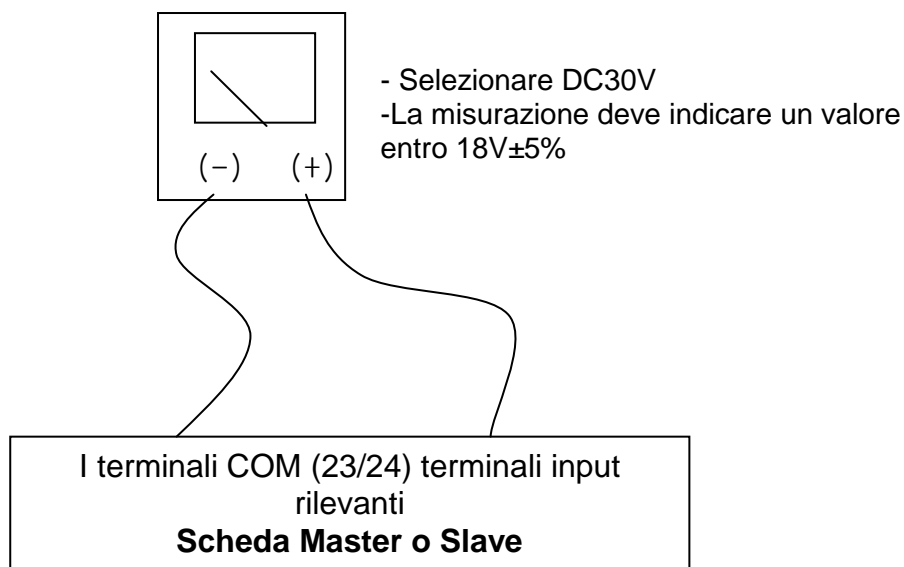 - Selezionare DC30V
-La misurazione deve indicare un valore
entro 18V±5%
(-) (+)
I terminali COM (23/24) terminali input
rilevanti
Scheda Master o Slave